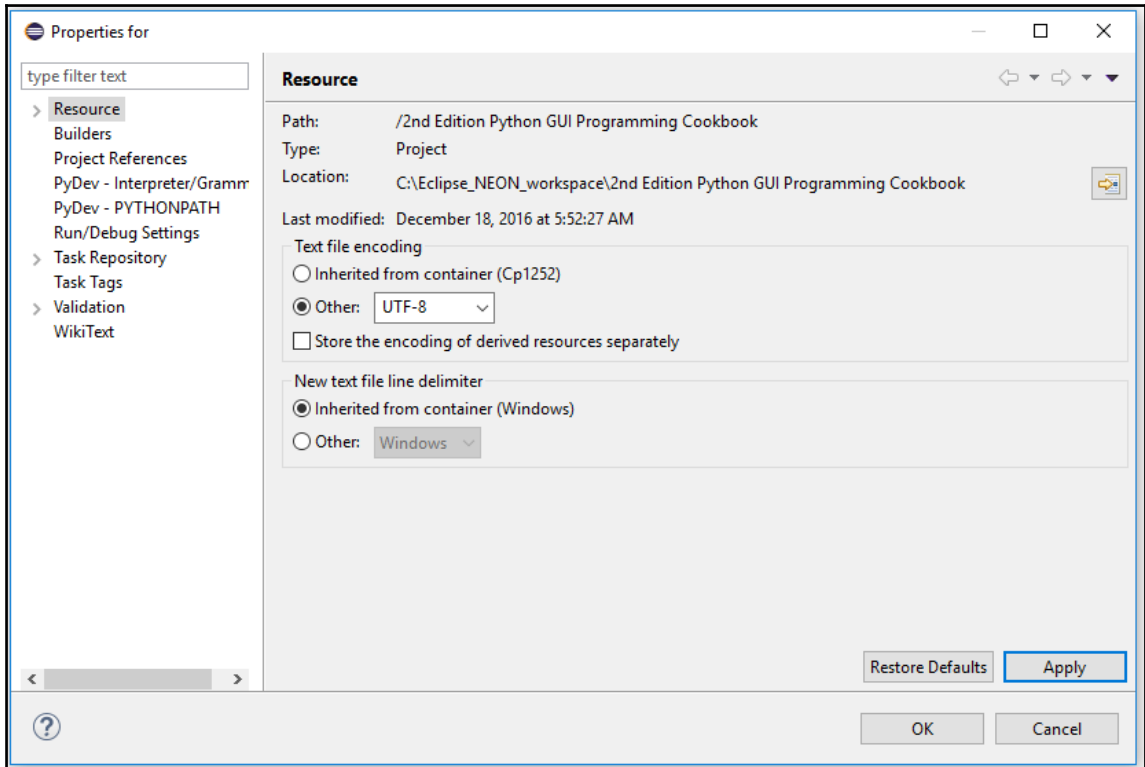 Properties for
type filter text
Resource
Builders
Project References
PyDev - Interpreter/Gramm
PyDev - PYTHONPATH
Run/Debug Settings
Task Repository
Task Tags
Validation
WikiText
Resource
Path: /2nd Edition Python GUI Programming Cookbook
Type: Project
Location: C:\Eclipse_NEON_workspace\2nd Edition Python GUI Programming Cookbook
Last modified: December 18, 2016 at 5:52:27 AM
Text file encoding
Inherited from container (Cp1252)
Other: UTF-8
Store the encoding of derived resources separately
New text file line delimiter
Inherited from container (Windows)
Other: Windows
Restore Defaults Apply
? OK Cancel